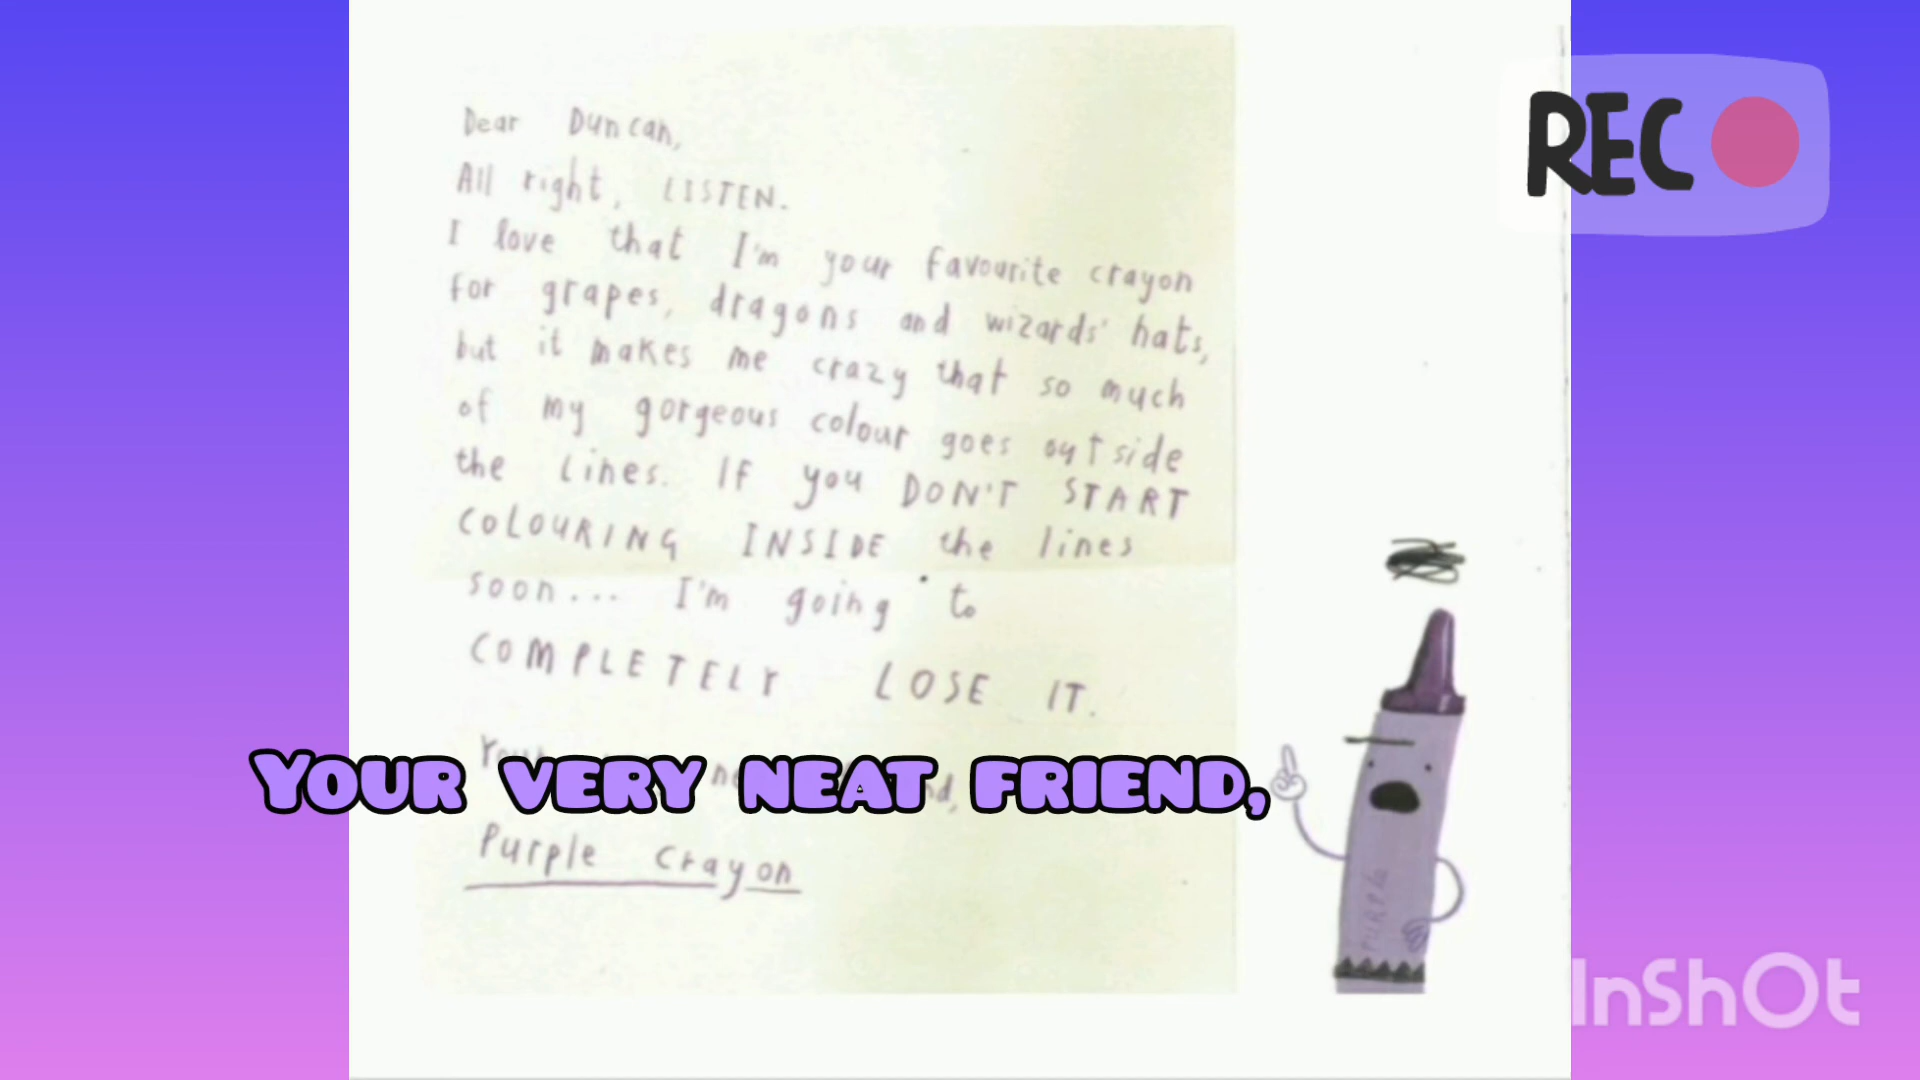 Dear Duncan,
All right, LISTEN.
I love that I'm your favourite crayon
for grapes, dragons and wizards' hats,
but it makes me crazy that so much
of my gorgeous colour goes outside
the lines. IF you DON'T START
COLOURING INSIDE the lines
soon... I'm going to
COMPLETELY LOSE IT.
YOUR VERY NEAT FRIEND,
Purple Crayon
PURPLE
REC
InShOt